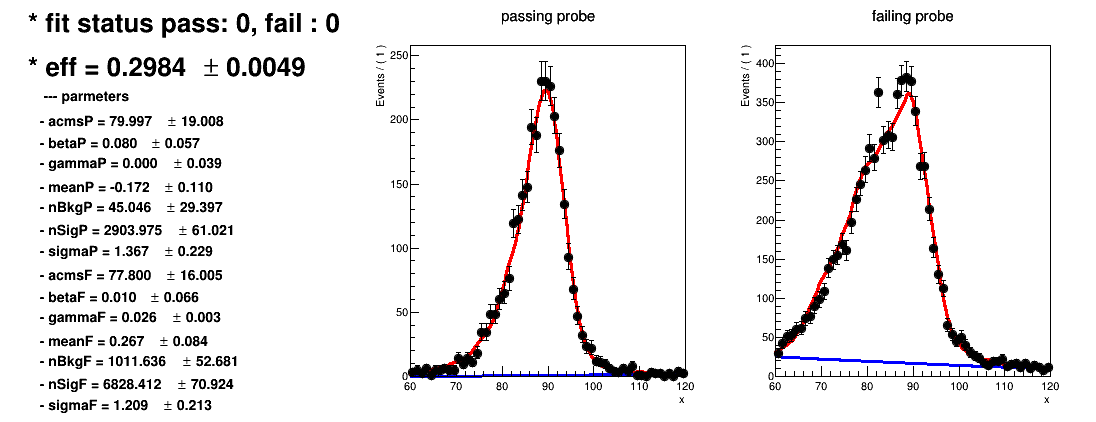 * fit status pass: 0, fail : 0
* eff = 0.2984 ± 0.0049
--- parmeters
- acmsP = 79.997 ± 19.008
- betaP = 0.080 ± 0.057
- gammaP = 0.000 ± 0.039
- meanP = -0.172 ± 0.110
- nBkgP = 45.046 ± 29.397
- nSigP = 2903.975 ± 61.021
- sigmaP = 1.367 ± 0.229
- acmsF = 77.800 ± 16.005
- betaF = 0.010 ± 0.066
- gammaF = 0.026 ± 0.003
- meanF = 0.267 ± 0.084
- nBkgF = 1011.636 ± 52.681
- nSigF = 6828.412 ± 70.924
- sigmaF = 1.209 ± 0.213
passing probe
Events / ( 1 )
250
200
150
100
50
0
60 70 80 90 100 110 120
x
failing probe
Events / ( 1 )
400
350
300
250
200
150
100
50
0
60 70 80 90 100 110 120
x